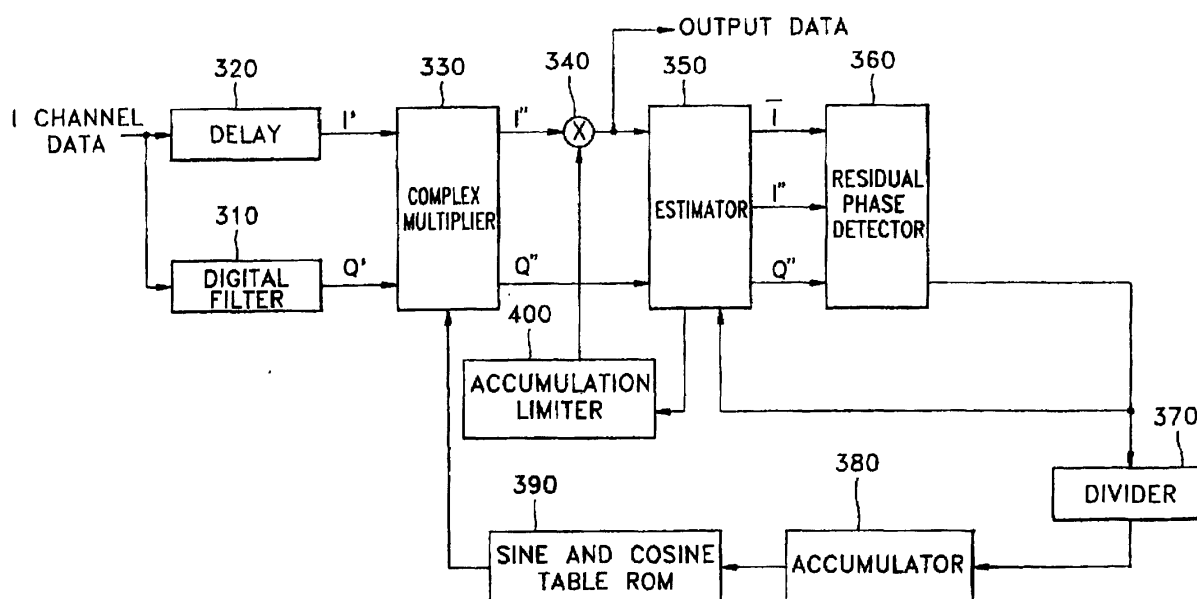 OUTPUT DATA
320
330
340
350
360
I CHANNEL
DATA
DELAY
I'
I"
X
Ī
COMPLEX
MULTIPLIER
ESTIMATOR
I"
RESIDUAL
PHASE
DETECTOR
310
DIGITAL
FILTER
Q'
Q"
Q"
400
ACCUMULATION
LIMITER
370
DIVIDER
380
ACCUMULATOR
390
SINE AND COSINE
TABLE ROM